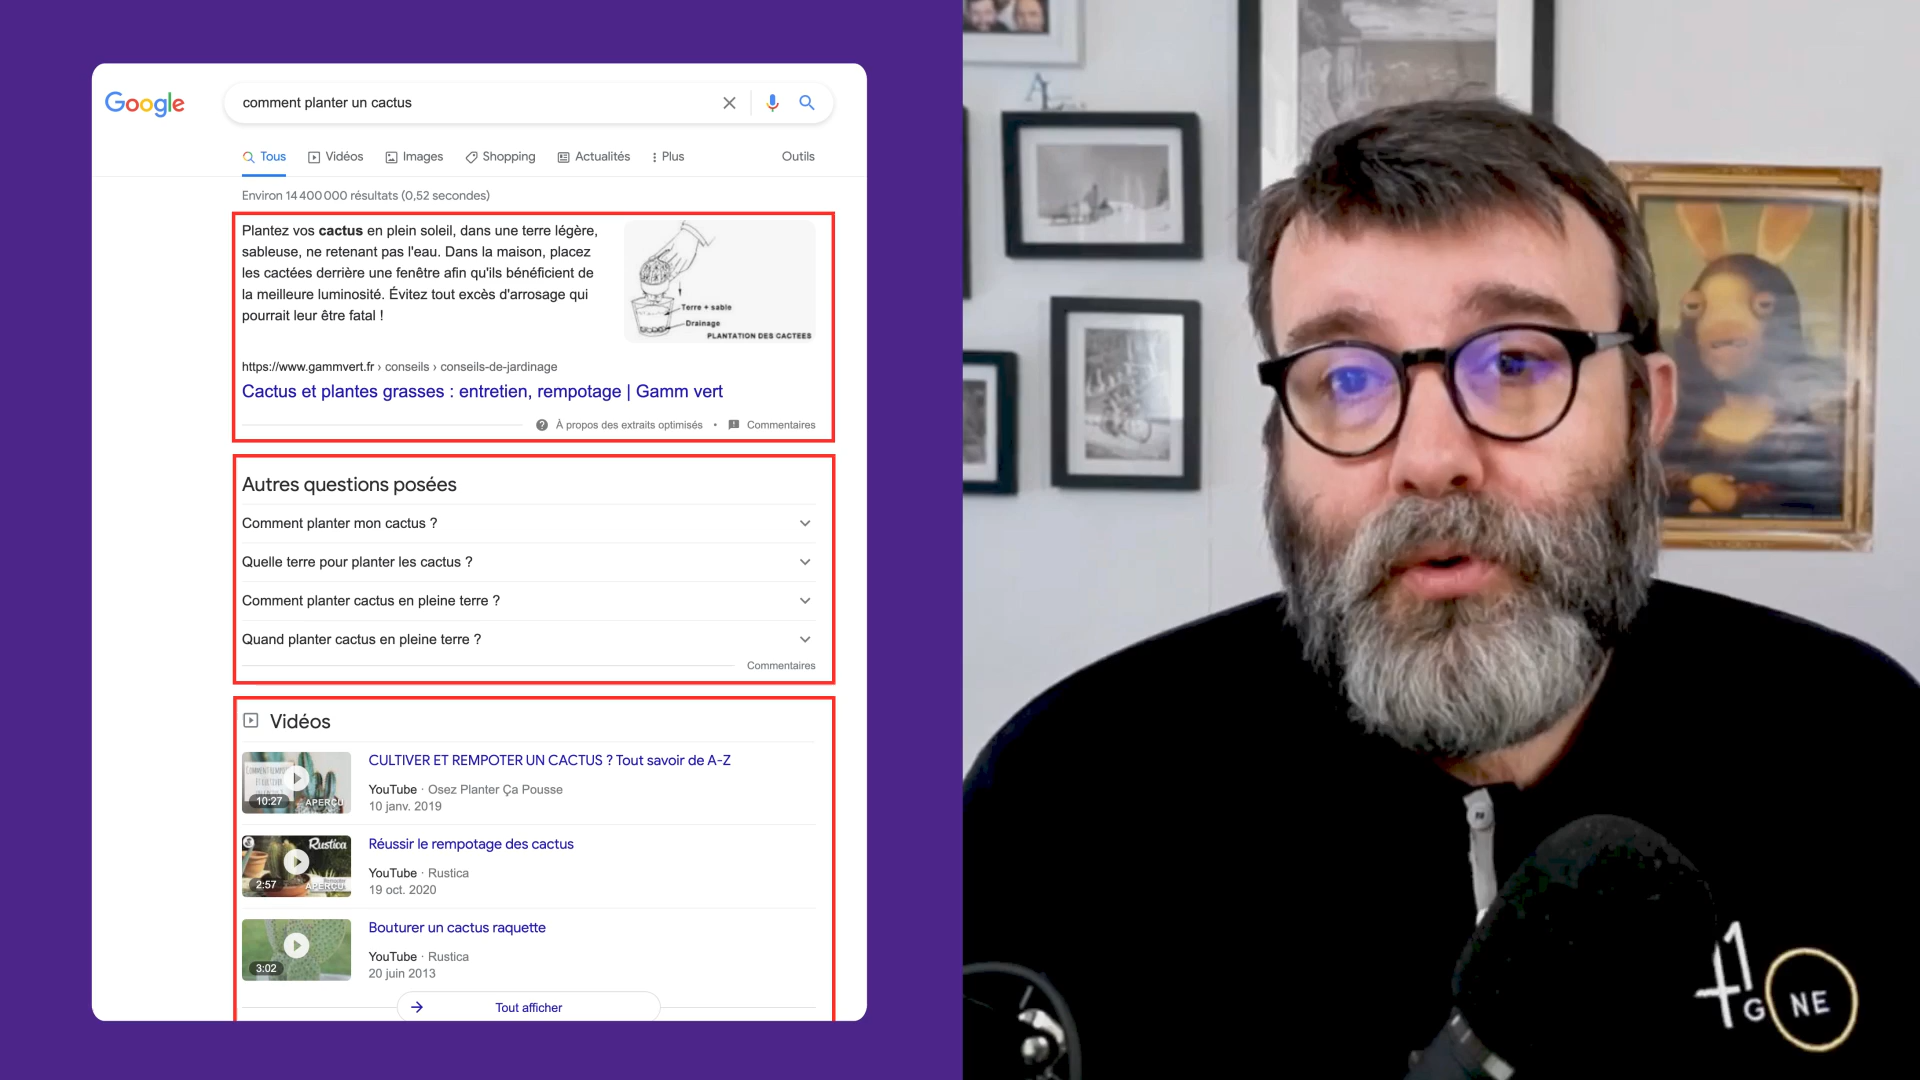 Google
comment planter un cactus
Tous
Vidéos
Images
Shopping
Actualités
Plus
Outils
Environ 14 400 000 résultats (0,52 secondes)
Plantez vos cactus en plein soleil, dans une terre légère,
sableuse, ne retenant pas l'eau. Dans la maison, placez
les cactées derrière une fenêtre afin qu'ils bénéficient de
la meilleure luminosité. Évitez tout excès d'arrosage qui
pourrait leur être fatal !
Terre + sable
Drainage
PLANTATION DES CACTEES
https://www.gammvert.fr › conseils › conseils-de-jardinage
Cactus et plantes grasses : entretien, rempotage | Gamm vert
À propos des extraits optimisés • Commentaires
Autres questions posées
Comment planter mon cactus ?
Quelle terre pour planter les cactus ?
Comment planter cactus en pleine terre ?
Quand planter cactus en pleine terre ?
Commentaires
Vidéos
CULTIVER ET REMPOTER UN CACTUS ? Tout savoir de A-Z
YouTube · Osez Planter Ça Pousse
10 janv. 2019
10:27
APERÇU
Réussir le rempotage des cactus
YouTube · Rustica
19 oct. 2020
Rustica
2:57
APERÇU
Bouturer un cactus raquette
YouTube · Rustica
20 juin 2013
3:02
Tout afficher
41
G NE